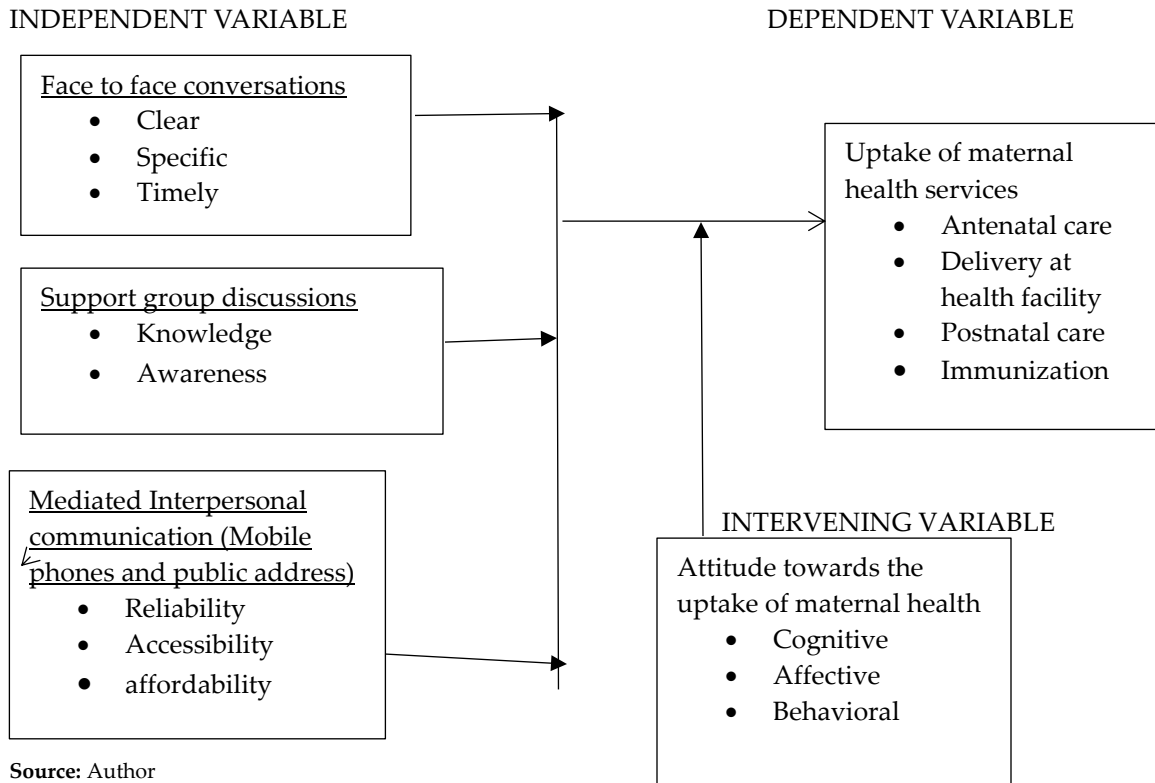 INDEPENDENT VARIABLE
DEPENDENT VARIABLE
Face to face conversations
• Clear
• Specific
• Timely
Support group discussions
• Knowledge
• Awareness
Mediated Interpersonal
communication (Mobile
phones and public address)
• Reliability
• Accessibility
• affordability
Uptake of maternal
health services
• Antenatal care
• Delivery at
health facility
• Postnatal care
• Immunization
INTERVENING VARIABLE
Attitude towards the
uptake of maternal health
• Cognitive
• Affective
• Behavioral
Source: Author